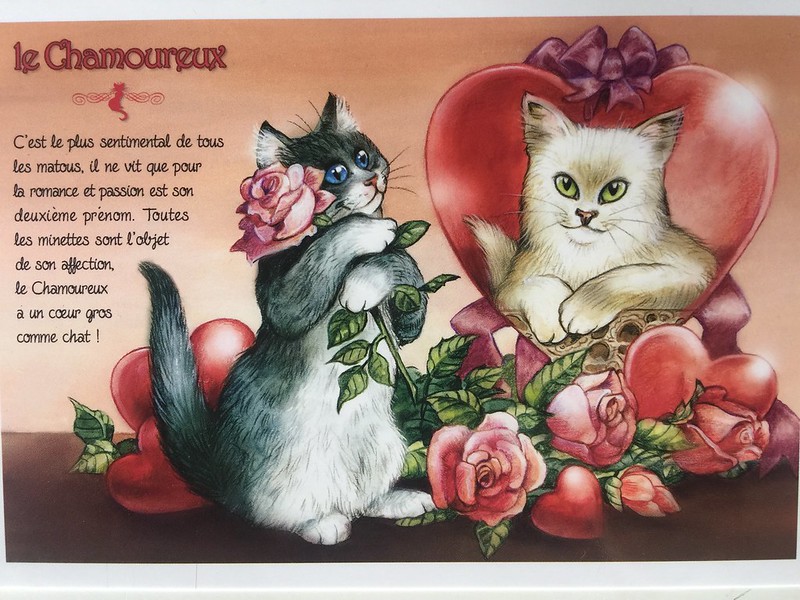 le Chamoureux
C'est le plus sentimental de tous
les matous, il ne vit que pour
la romance et passion est son
deuxième prénom. Toutes
les minettes sont l'objet
de son affection,
le Chamoureux
a un cœur gros
comme chat !